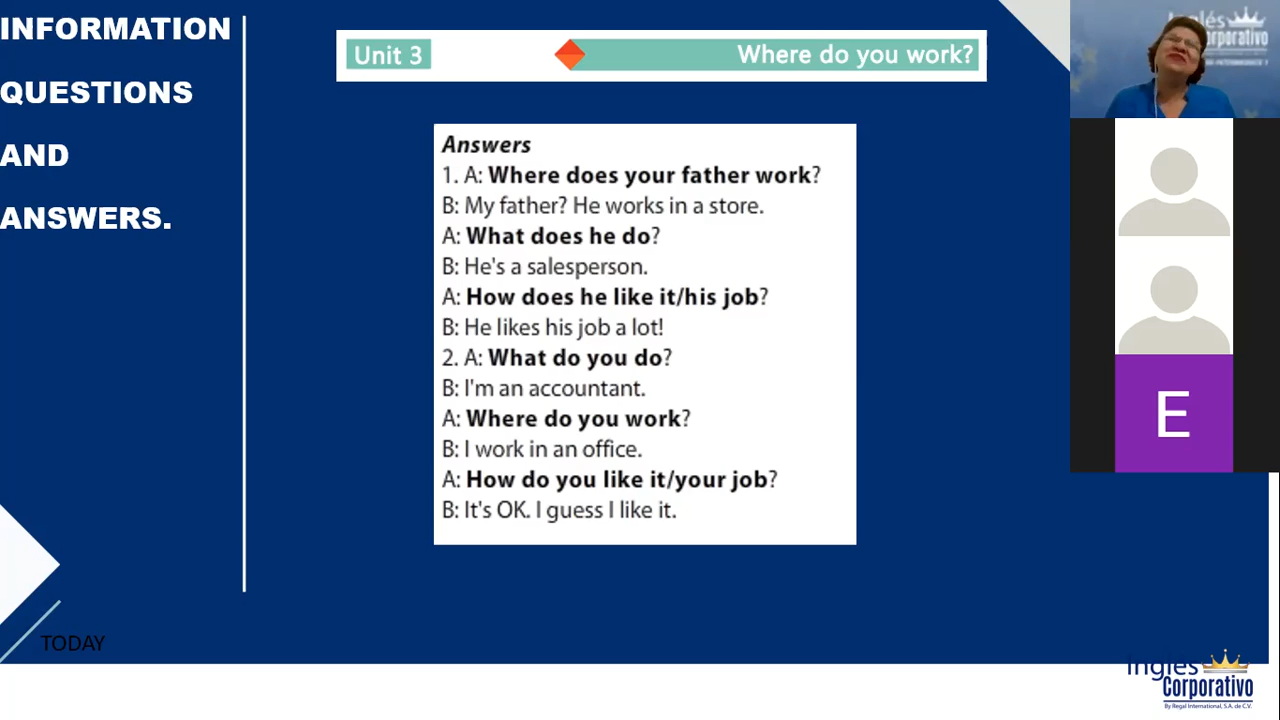 INFORMATION
QUESTIONS
AND
ANSWERS.
Unit 3
Where do you work?
Answers
1. A: Where does your father work?
B: My father? He works in a store.
A: What does he do?
B: He's a salesperson.
A: How does he like it/his job?
B: He likes his job a lot!
2. A: What do you do?
B: I'm an accountant.
A: Where do you work?
B: I work in an office.
A: How do you like it/your job?
B: It's OK. I guess I like it.
TODAY
Inglés
Corporativo
E
Inglés
Corporativo
By Regal International, S.A. de C.V.